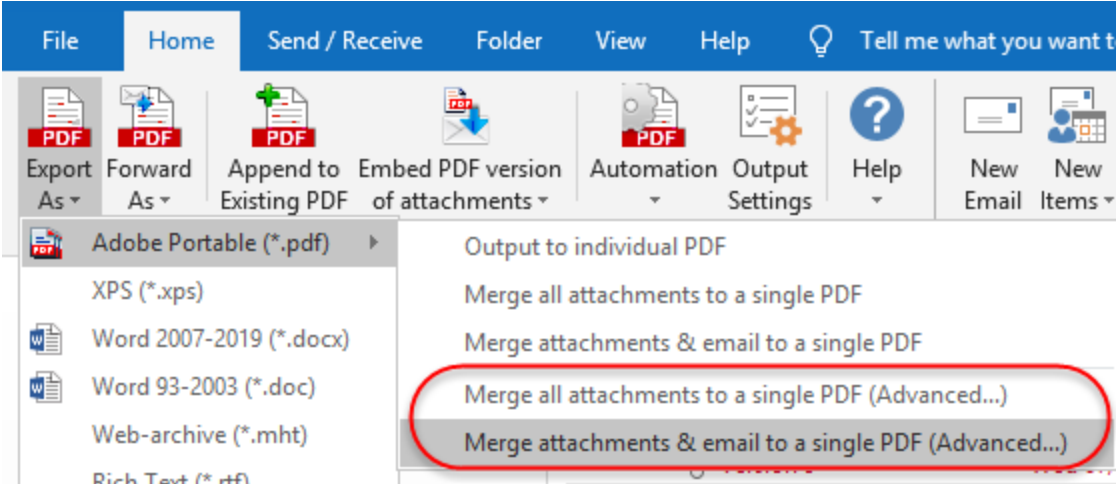 File Home Send / Receive Folder View Help Tell me what you want
PDF PDF PDF PDF PDF
Export Forward Append to Embed PDF version Automation Output Help New New
As As Existing PDF of attachments Settings Email Items
PDF Adobe Portable (*.pdf) Output to individual PDF
XPS (*.xps) Merge all attachments to a single PDF
Word 2007-2019 (*.docx) Merge attachments & email to a single PDF
Word 93-2003 (*.doc) Merge all attachments to a single PDF (Advanced...)
Web-archive (*.mht) Merge attachments & email to a single PDF (Advanced...)
Rich Text (*.rtf)